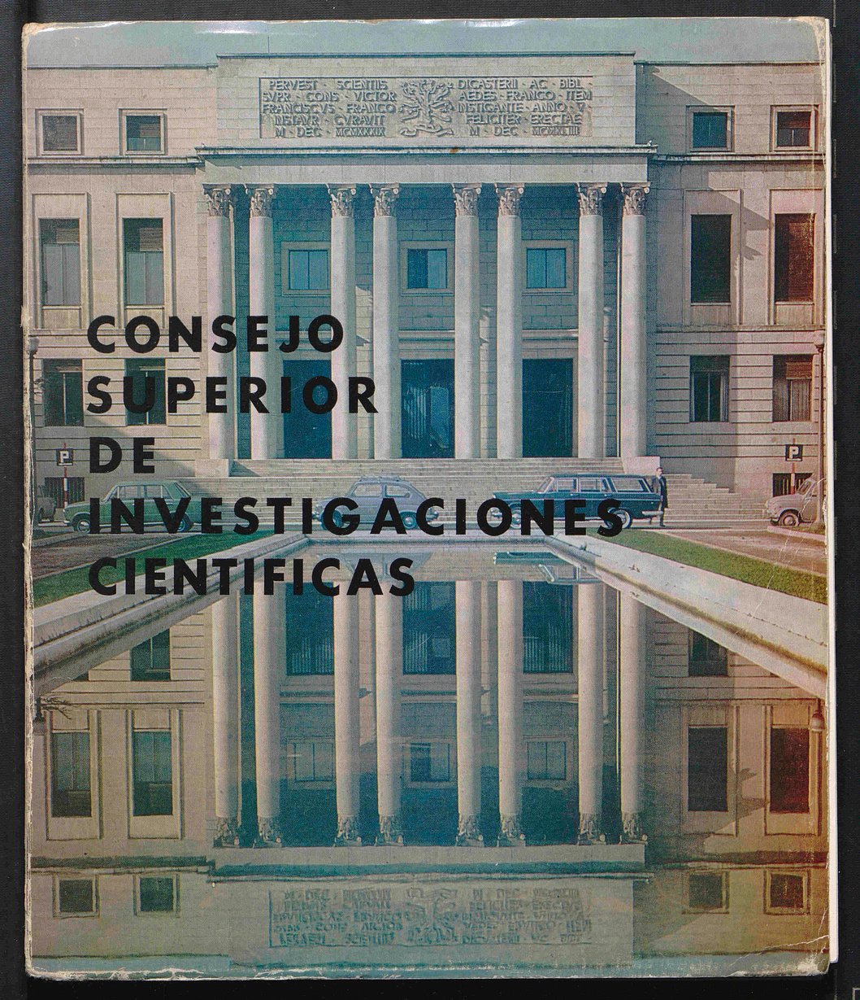 PERVEST · SCIENTIIS
SVPR · CONS · VICTOR
FRANCISCVS · FRANCO
INSTAVR · CVRAVIT
M · DEC · MCMXXXIX
DICASTERII · AC · BIBL ·
AEDES · FRANCO · ITEM
INSTIGANTE · ANNO · V
FELICITER · ERECTAE
M · DEC · MCMXLIIII
CONSEJO
SUPERIOR
DE
INVESTIGACIONES
CIENTIFICAS
P
P